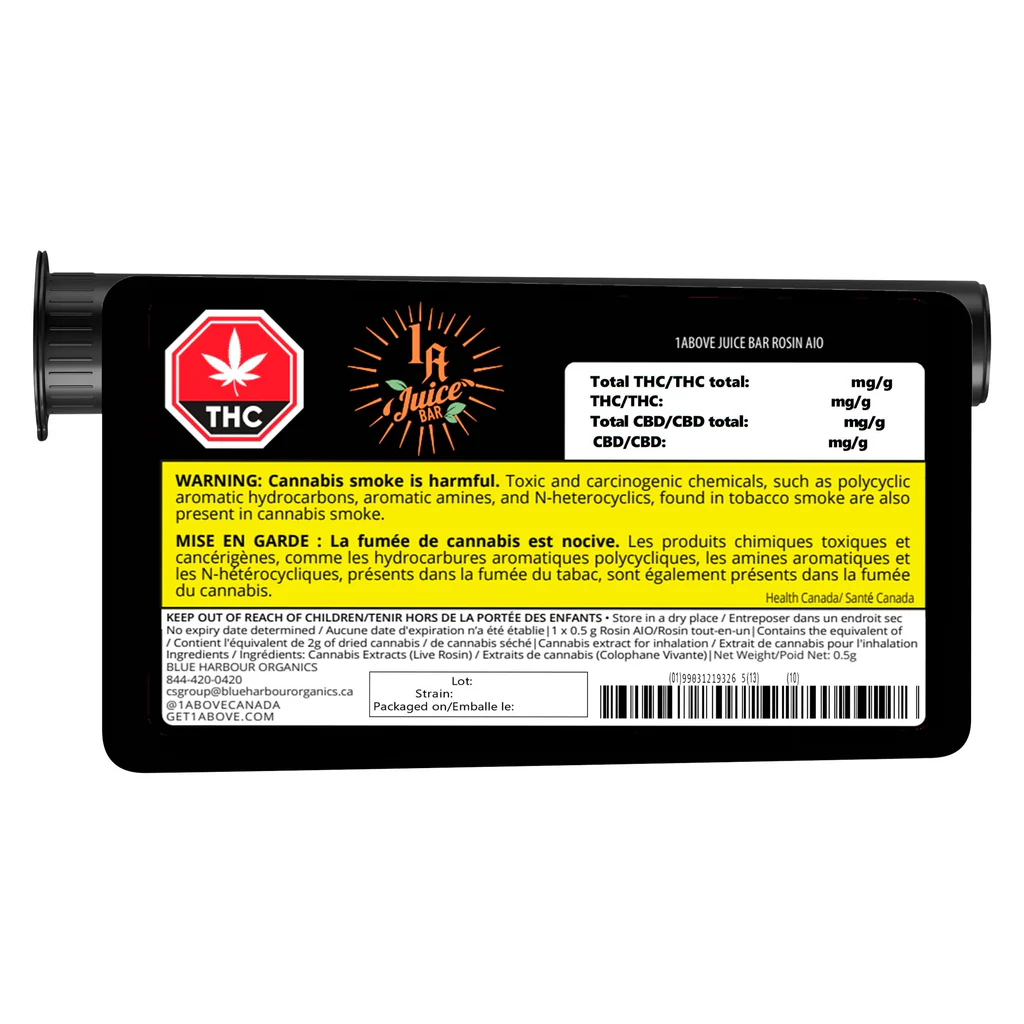 THC
1A
Juice
BAR
1ABOVE JUICE BAR ROSIN AIO
Total THC/THC total: mg/g
THC/THC: mg/g
Total CBD/CBD total: mg/g
CBD/CBD: mg/g
WARNING: Cannabis smoke is harmful. Toxic and carcinogenic chemicals, such as polycyclic
aromatic hydrocarbons, aromatic amines, and N-heterocyclics, found in tobacco smoke are also
present in cannabis smoke.
MISE EN GARDE : La fumée de cannabis est nocive. Les produits chimiques toxiques et
cancérigènes, comme les hydrocarbures aromatiques polycycliques, les amines aromatiques et
les N-hétérocycliques, présents dans la fumée du tabac, sont également présents dans la fumée
du cannabis.
Health Canada/ Santé Canada
KEEP OUT OF REACH OF CHILDREN/TENIR HORS DE LA PORTÉE DES ENFANTS • Store in a dry place / Entreposer dans un endroit sec
No expiry date determined / Aucune date d'expiration n'a été établie|1 x 0.5 g Rosin AIO/Rosin tout-en-un|Contains the equivalent of
/ Contient l'équivalent de 2g of dried cannabis / de cannabis séché|Cannabis extract for inhalation / Extrait de cannabis pour l'inhalation
Ingredients / Ingrédients: Cannabis Extracts (Live Rosin) / Extraits de cannabis (Colophane Vivante)|Net Weight/Poid Net: 0.5g
BLUE HARBOUR ORGANICS
844-420-0420
csgroup@blueharbourorganics.ca
@1ABOVECANADA
GET1ABOVE.COM
Lot:
Strain:
Packaged on/Emballe le:
(01)99031219326 5(13) (10)